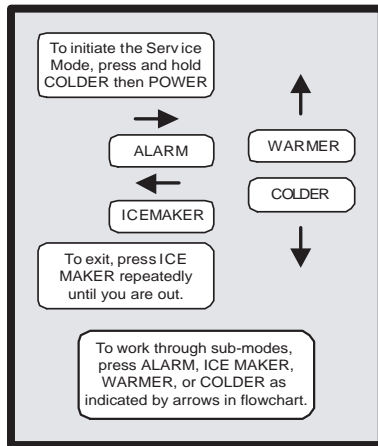 To initiate the Service
Mode, press and hold
COLDER then POWER
ALARM
WARMER
ICEMAKER
COLDER
To exit, press ICE
MAKER repeatedly
until you are out.
To work through sub-modes,
press ALARM, ICE MAKER,
WARMER, or COLDER as
indicated by arrows in flowchart.